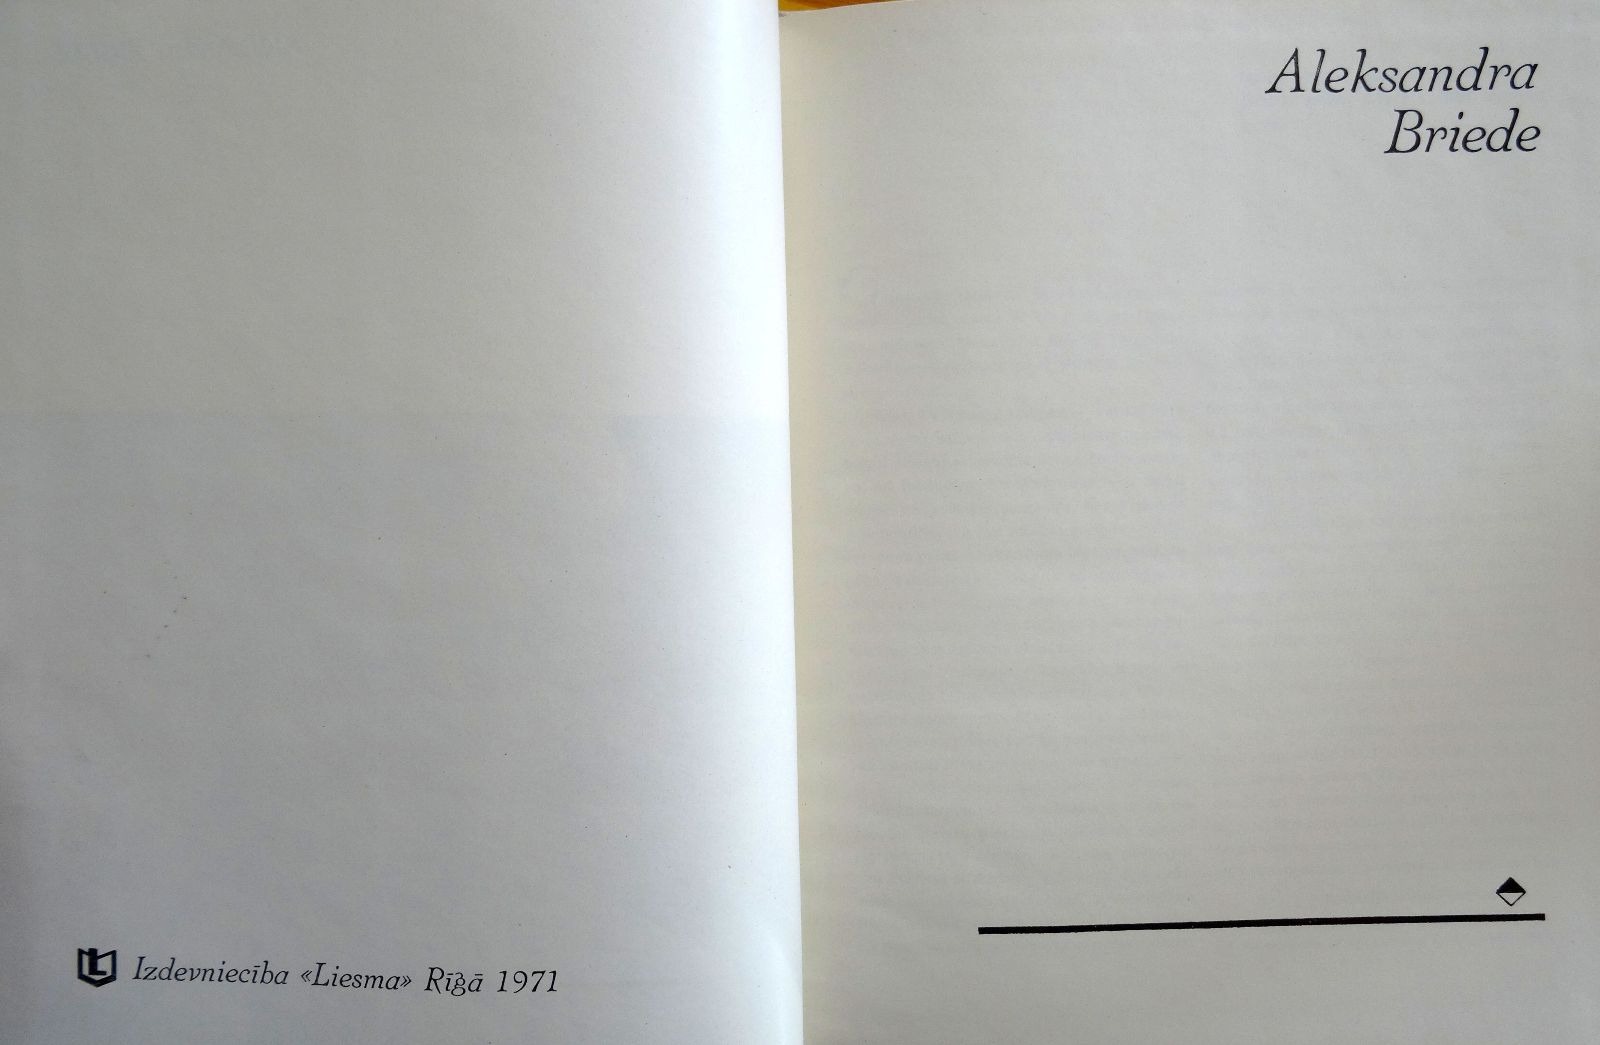 Izdevniecība «Liesma» Rīgā 1971
Aleksandra
Briede